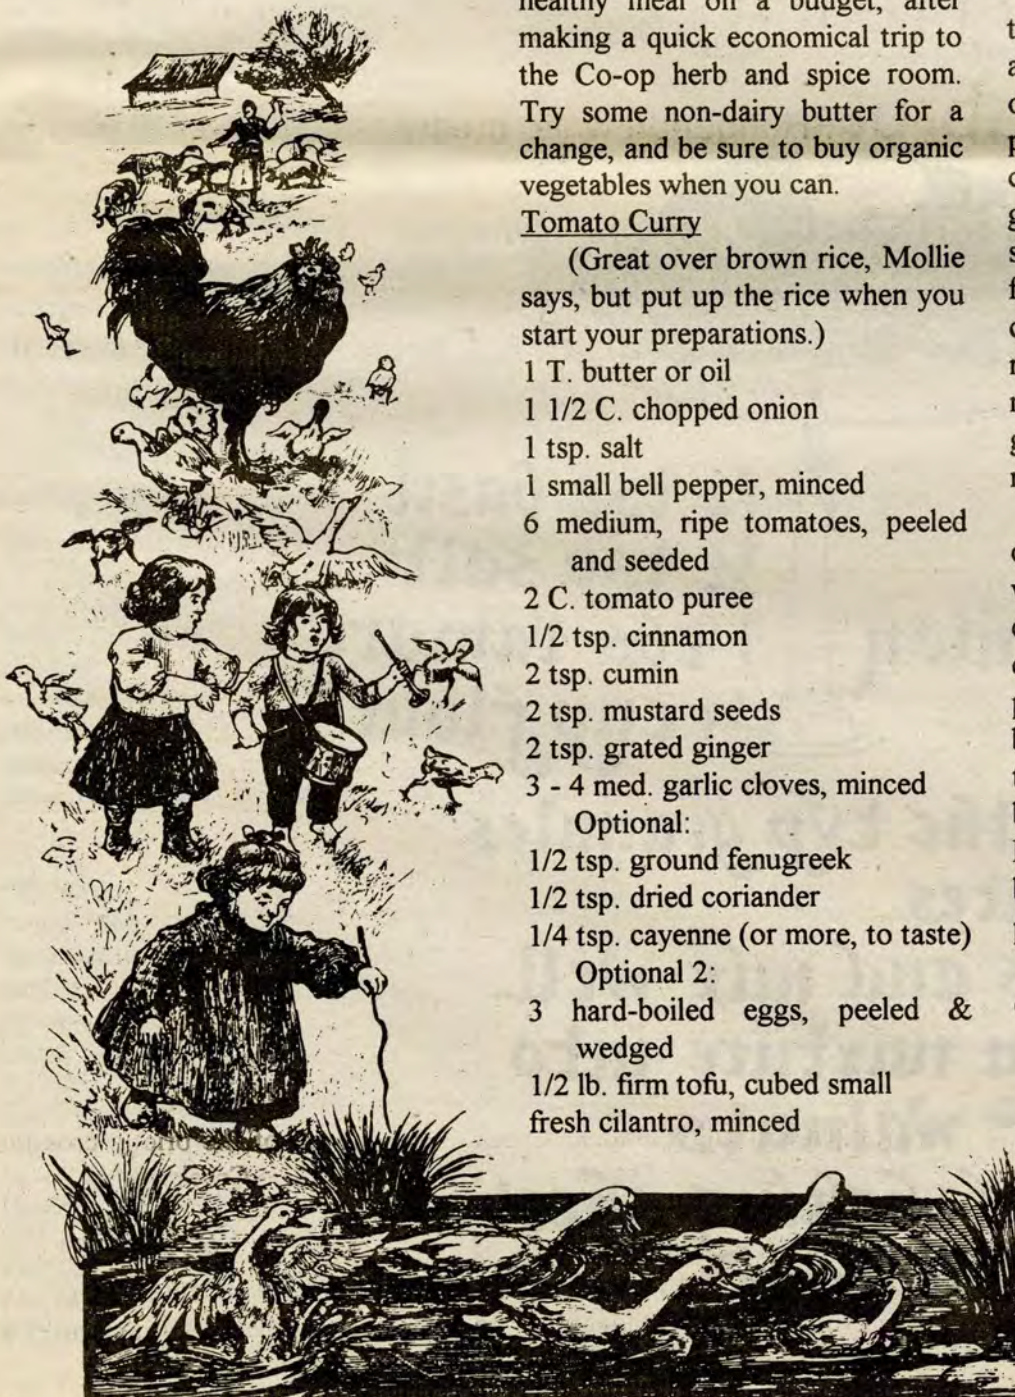 healthy meal on a budget, after
making a quick economical trip to
the Co-op herb and spice room.
Try some non-dairy butter for a
change, and be sure to buy organic
vegetables when you can.
Tomato Curry
(Great over brown rice, Mollie
says, but put up the rice when you
start your preparations.)
1 T. butter or oil
1 1/2 C. chopped onion
1 tsp. salt
1 small bell pepper, minced
6 medium, ripe tomatoes, peeled
and seeded
2 C. tomato puree
1/2 tsp. cinnamon
2 tsp. cumin
2 tsp. mustard seeds
2 tsp. grated ginger
3 - 4 med. garlic cloves, minced
Optional:
1/2 tsp. ground fenugreek
1/2 tsp. dried coriander
1/4 tsp. cayenne (or more, to taste)
Optional 2:
3 hard-boiled eggs, peeled &
wedged
1/2 lb. firm tofu, cubed small
fresh cilantro, minced